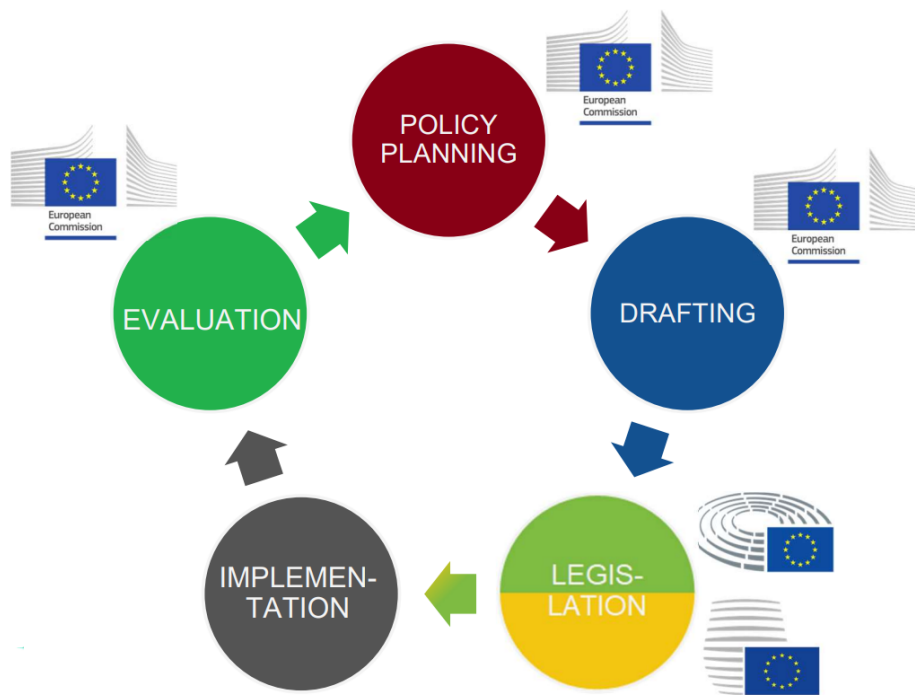 POLICY
PLANNING
European
Commission
European
Commission
European
Commission
EVALUATION
DRAFTING
IMPLEMEN-
TATION
LEGIS-
LATION